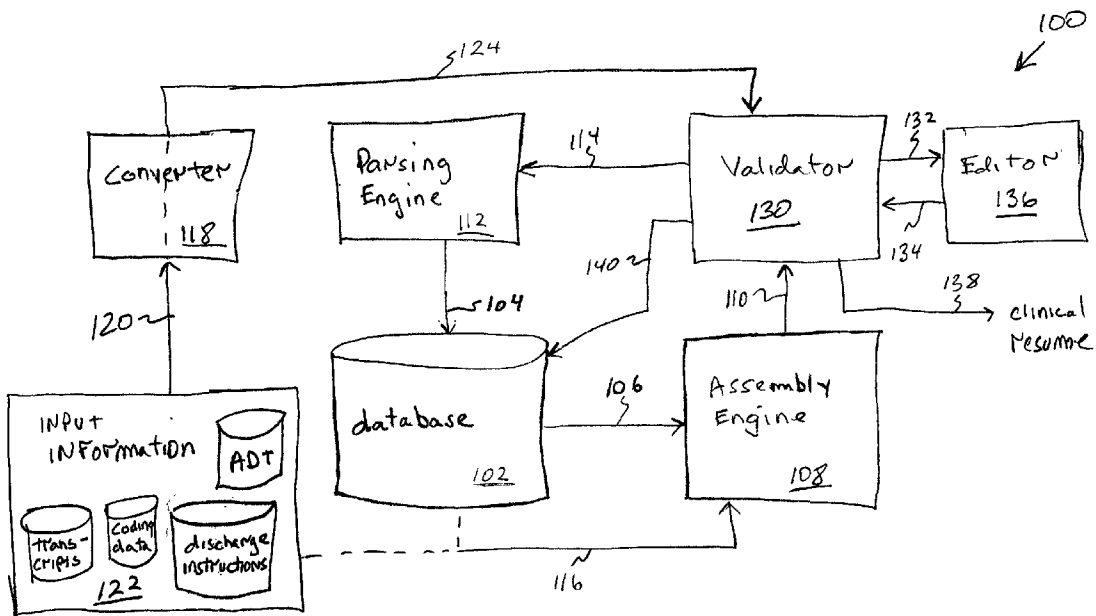 100
124
Converter
118
Parsing
Engine
112
114
Validator
130
132
Editor
136
134
140
110
138
clinical
resume
120
104
database
102
106
Assembly
Engine
108
INPUT
INFORMATION
ADT
trans-
cripts
Coding
data
discharge
instructions
122
116